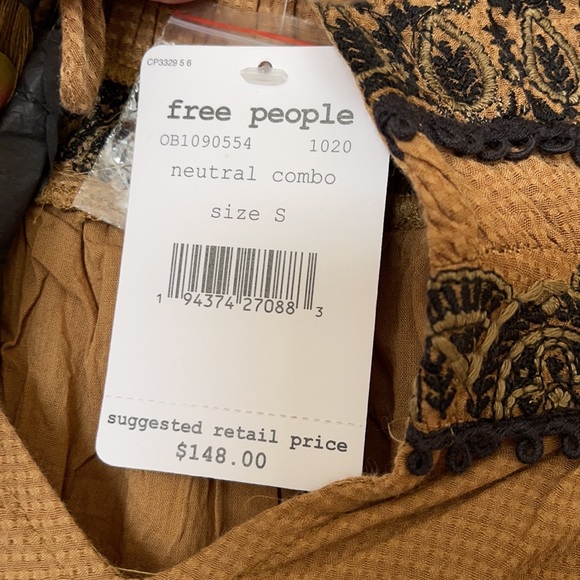 CP3329 5 6
free people
OB1090554 1020
neutral combo
size S
1 94374 27088 3
suggested retail price
$148.00